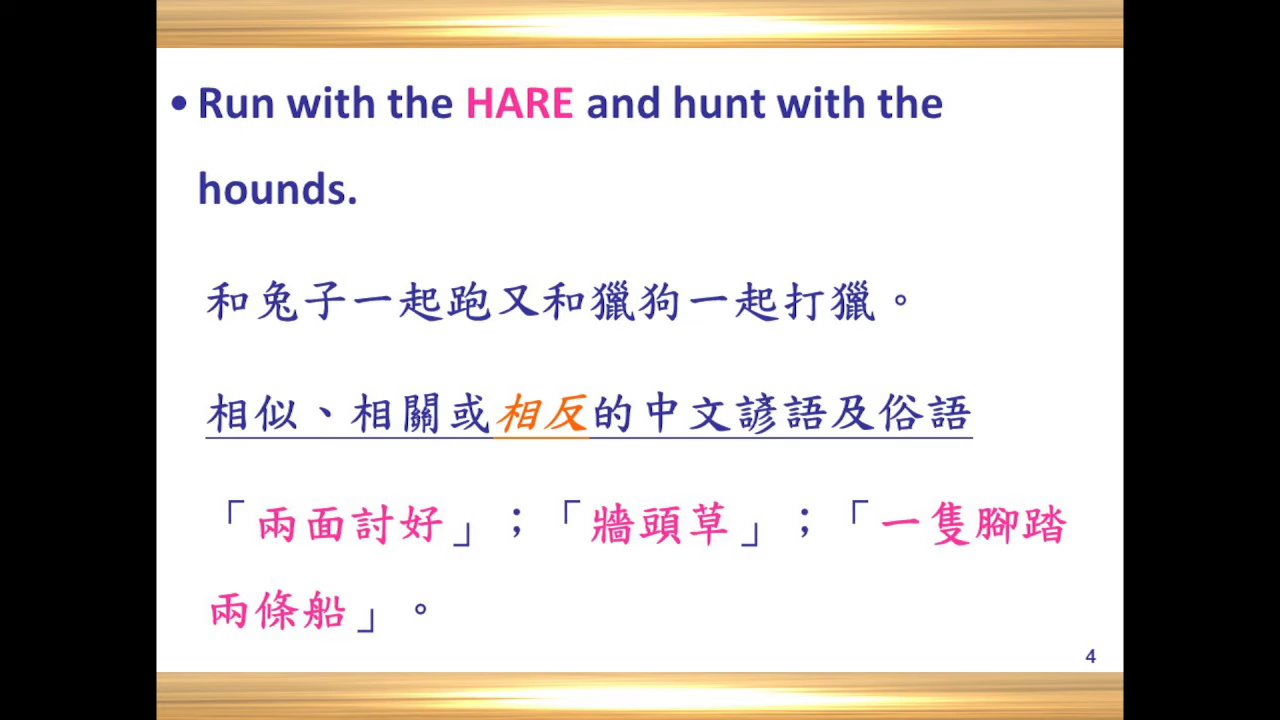 • Run with the HARE and hunt with the
hounds.
和兔子一起跑又和獵狗一起打獵。
相似、相關或相反的中文諺語及俗語
「兩面討好」；「牆頭草」；「一隻腳踏
兩條船」。
4